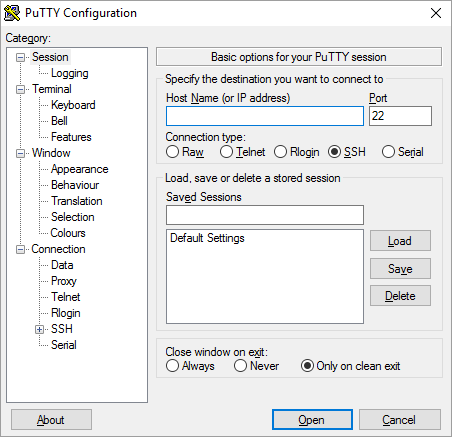 PuTTY Configuration
Category:
Session
Logging
Terminal
Keyboard
Bell
Features
Window
Appearance
Behaviour
Translation
Selection
Colours
Connection
Data
Proxy
Telnet
Rlogin
SSH
Serial
Basic options for your PuTTY session
Specify the destination you want to connect to
Host Name (or IP address) Port
22
Connection type:
Raw Telnet Rlogin SSH Serial
Load, save or delete a stored session
Saved Sessions
Default Settings
Load
Save
Delete
Close window on exit:
Always Never Only on clean exit
About Open Cancel